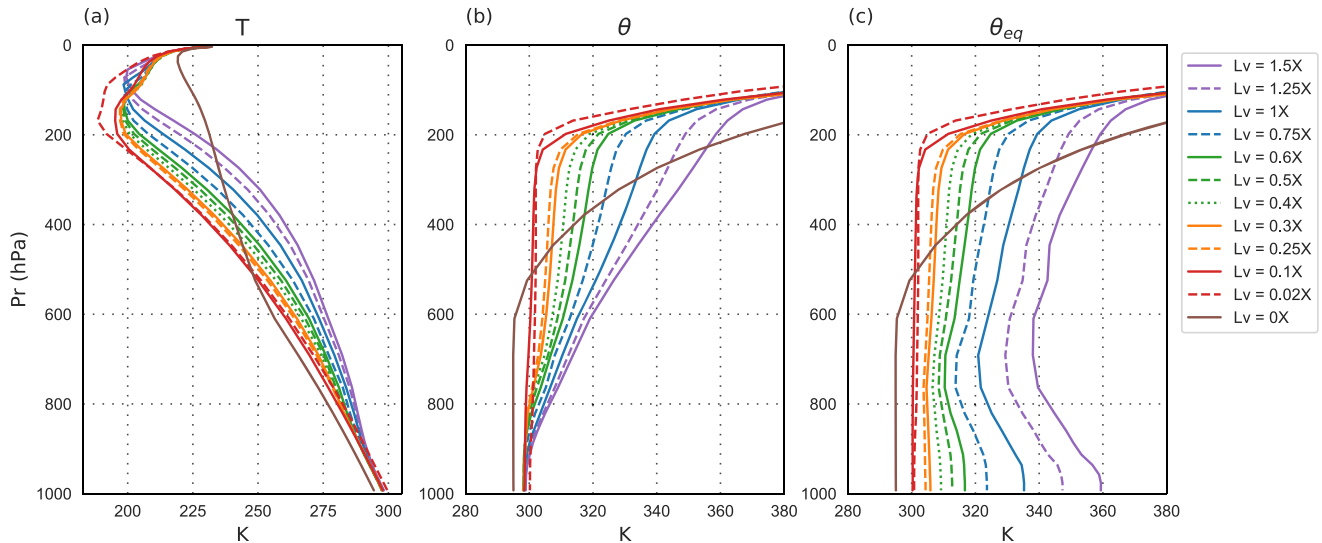 (a)
T
(b)
θ
(c)
θeq
0
200
400
600
800
1000
Pr (hPa)
200
225
250
275
300
K
0
200
400
600
800
1000
280
300
320
340
360
380
K
0
200
400
600
800
1000
280
300
320
340
360
380
K
Lv = 1.5X
Lv = 1.25X
Lv = 1X
Lv = 0.75X
Lv = 0.6X
Lv = 0.5X
Lv = 0.4X
Lv = 0.3X
Lv = 0.25X
Lv = 0.1X
Lv = 0.02X
Lv = 0X